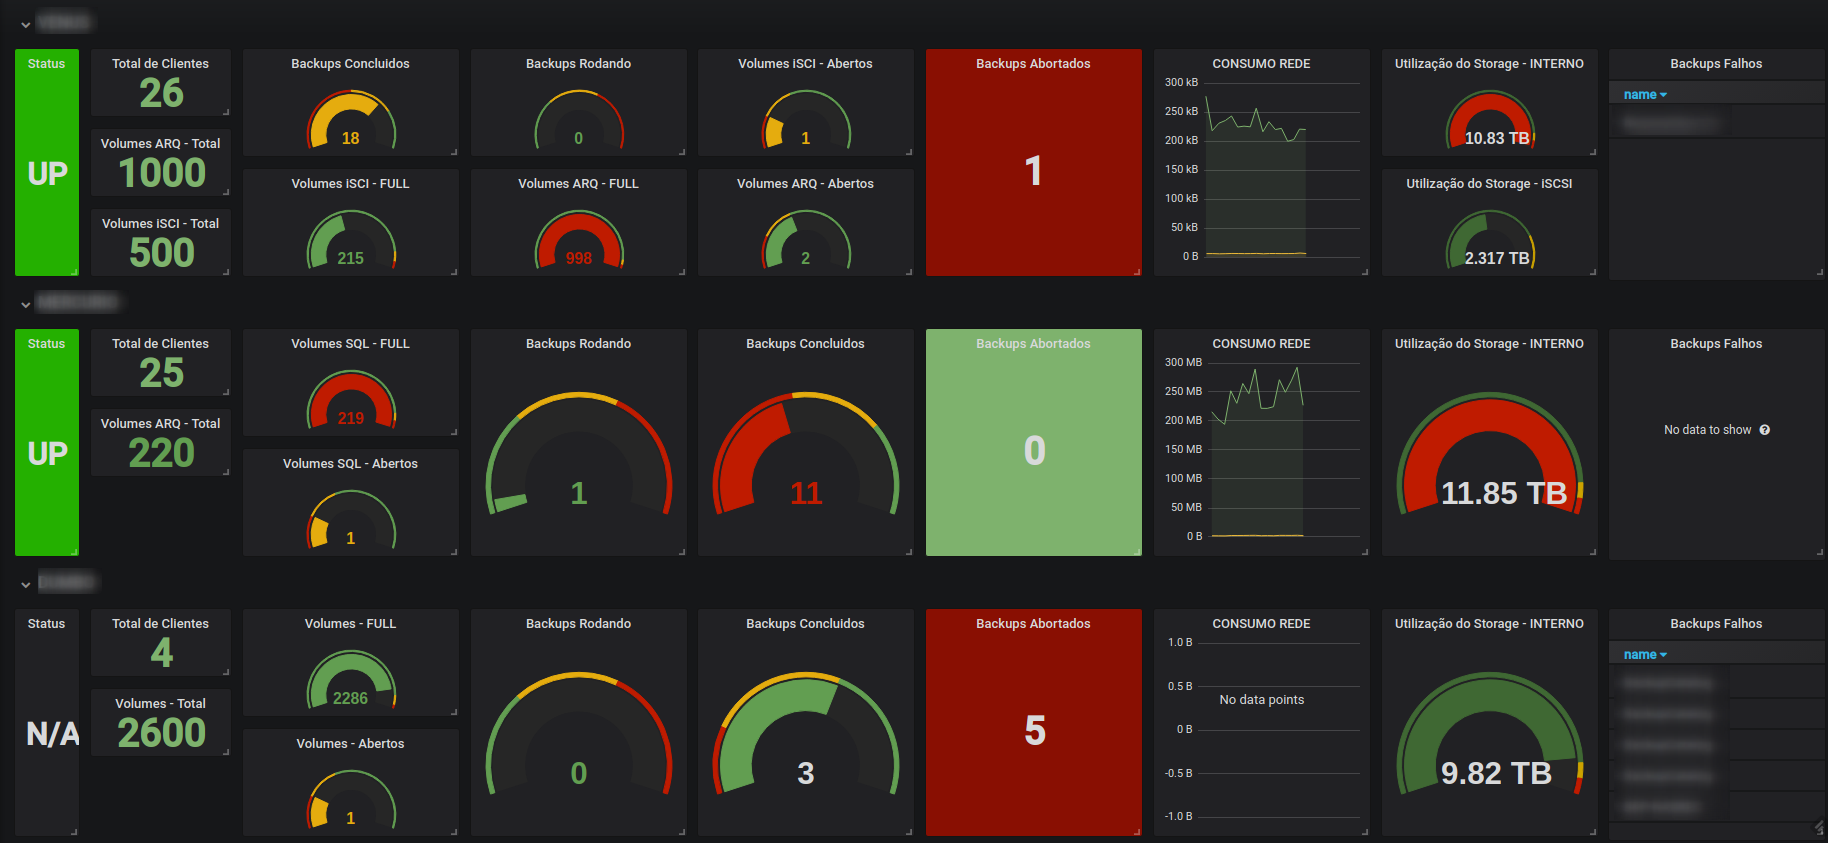 Status
UP
Total de Clientes
26
Volumes ARQ - Total
1000
Volumes iSCI - Total
500
Backups Concluidos
18
Volumes iSCI - FULL
215
Backups Rodando
0
Volumes ARQ - FULL
998
Volumes iSCI - Abertos
1
Volumes ARQ - Abertos
2
Backups Abortados
1
CONSUMO REDE
300 kB
250 kB
200 kB
150 kB
100 kB
50 kB
0 B
Utilização do Storage - INTERNO
10.83 TB
Utilização do Storage - iSCSI
2.317 TB
Backups Falhos
name
Status
UP
Total de Clientes
25
Volumes ARQ - Total
220
Volumes SQL - FULL
219
Volumes SQL - Abertos
1
Backups Rodando
1
Backups Concluidos
11
Backups Abortados
0
CONSUMO REDE
300 MB
250 MB
200 MB
150 MB
100 MB
50 MB
0 B
Utilização do Storage - INTERNO
11.85 TB
Backups Falhos
No data to show
Status
N/A
Total de Clientes
4
Volumes - Total
2600
Volumes - FULL
2286
Volumes - Abertos
1
Backups Rodando
0
Backups Concluidos
3
Backups Abortados
5
CONSUMO REDE
1.0 B
0.5 B
No data points
0 B
-0.5 B
-1.0 B
Utilização do Storage - INTERNO
9.82 TB
Backups Falhos
name